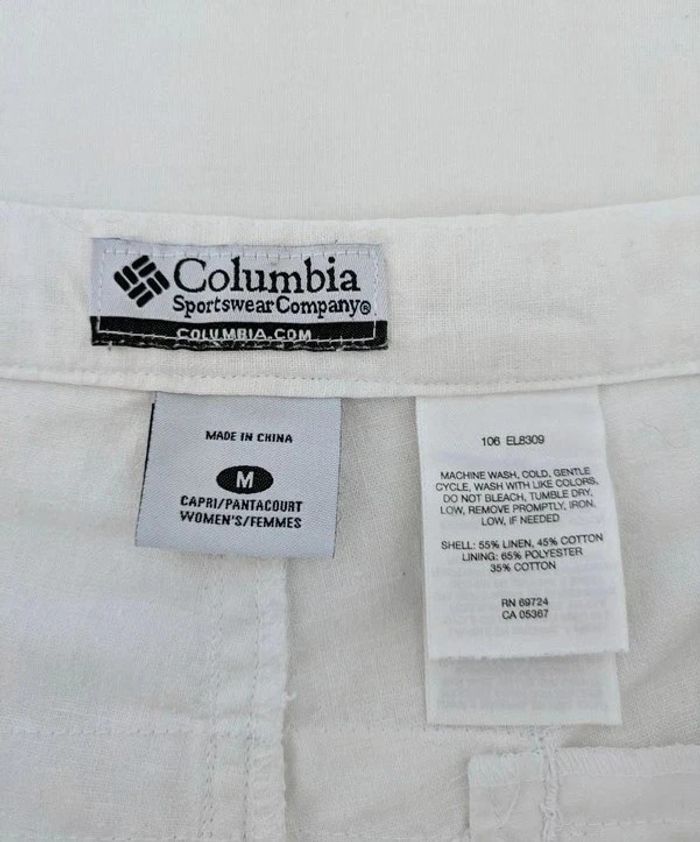 Columbia
Sportswear Company®
COLUMBIA.COM
MADE IN CHINA
M
CAPRI/PANTACOURT
WOMEN'S/FEMMES
106 EL8309
MACHINE WASH, COLD, GENTLE
CYCLE, WASH WITH LIKE COLORS,
DO NOT BLEACH, TUMBLE DRY,
LOW, REMOVE PROMPTLY, IRON,
LOW, IF NEEDED
SHELL: 55% LINEN, 45% COTTON
LINING: 65% POLYESTER
35% COTTON
RN 69724
CA 05367